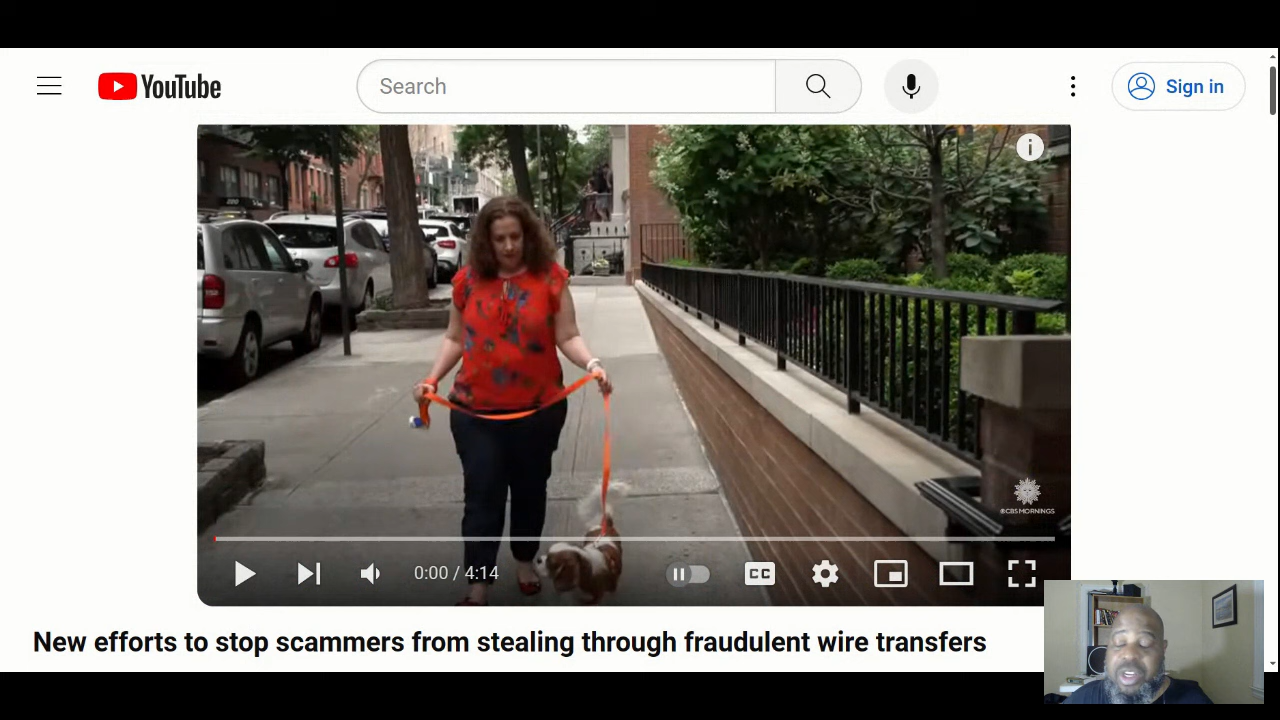 YouTube
Search
Sign in
©CBS MORNINGS
0:00 / 4:14
CC
New efforts to stop scammers from stealing through fraudulent wire transfers